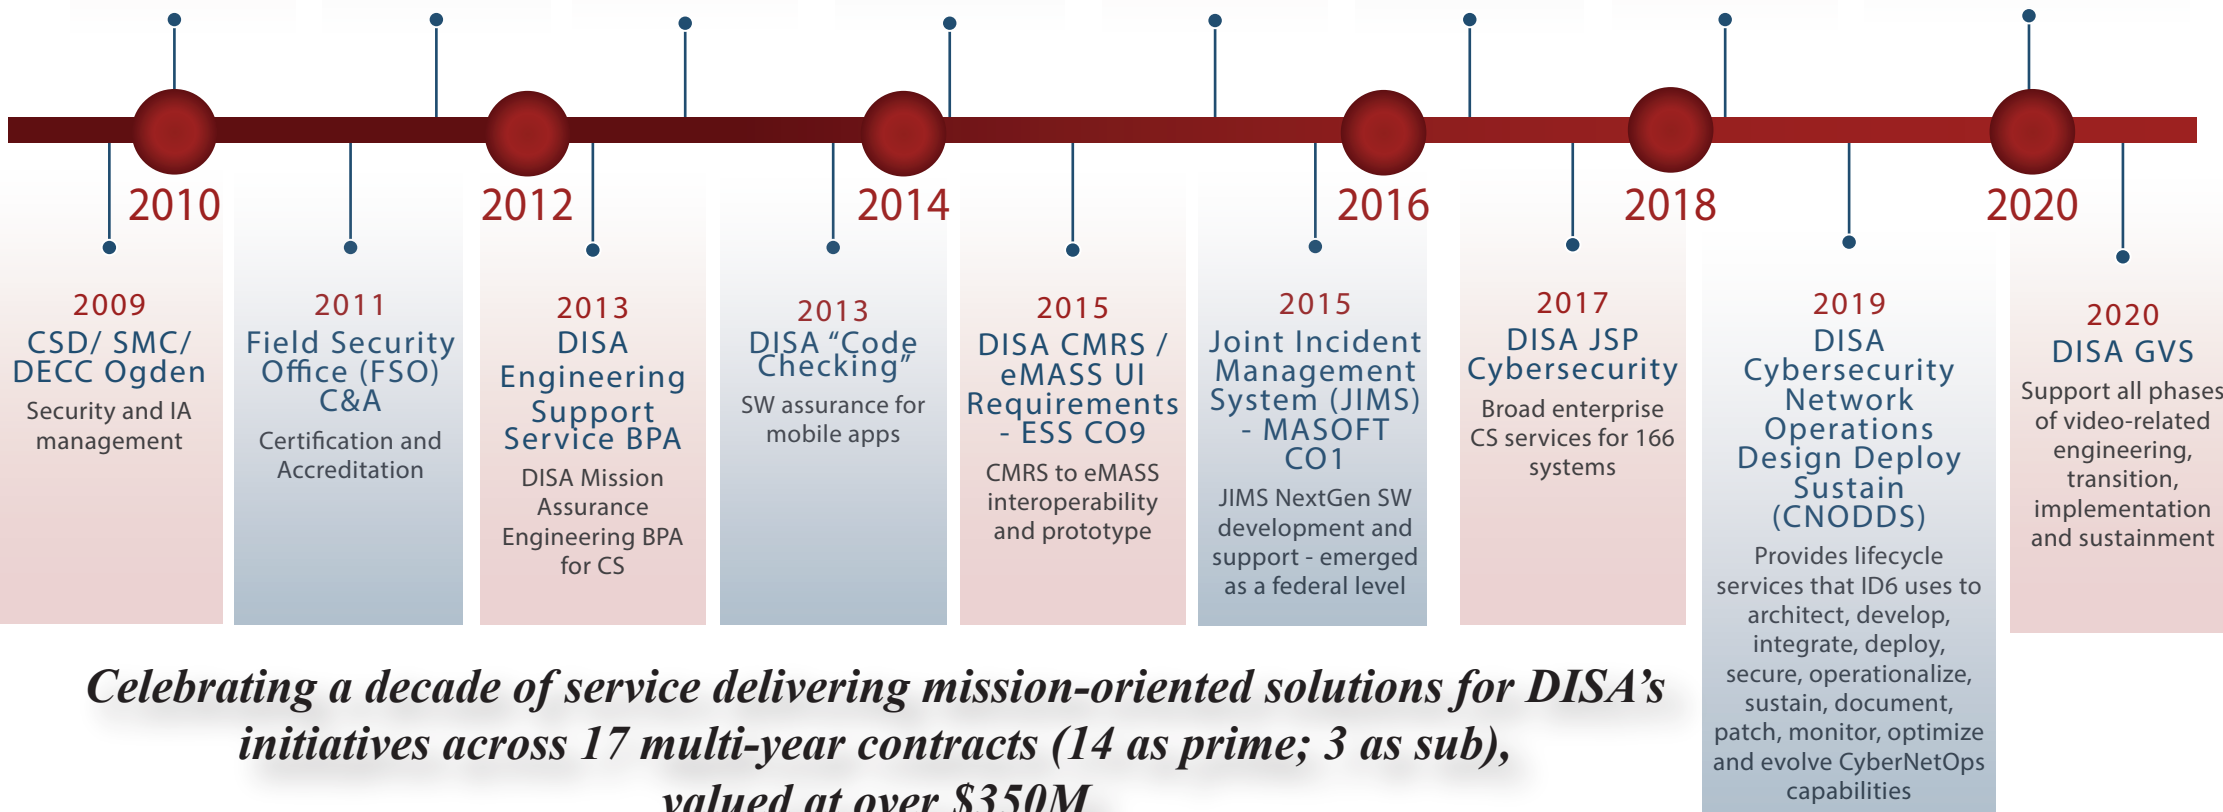 2010
2012
2014
2016
2018
2020
2009
CSD/ SMC/
DECC Ogden
Security and IA
management
2011
Field Security
Office (FSO)
C&A
Certification and
Accreditation
2013
DISA
Engineering
Support
Service BPA
DISA Mission
Assurance
Engineering BPA
for CS
2013
DISA “Code
Checking”
SW assurance for
mobile apps
2015
DISA CMRS /
eMASS UI
Requirements
- ESS CO9
CMRS to eMASS
interoperability
and prototype
2015
Joint Incident
Management
System (JIMS)
- MASOFT
CO1
JIMS NextGen SW
development and
support - emerged
as a federal level
2017
DISA JSP
Cybersecurity
Broad enterprise
CS services for 166
systems
2019
DISA
Cybersecurity
Network
Operations
Design Deploy
Sustain
(CNODDS)
Provides lifecycle
services that ID6 uses to
architect, develop,
integrate, deploy,
secure, operationalize,
sustain, document,
patch, monitor, optimize
and evolve CyberNetOps
capabilities
2020
DISA GVS
Support all phases
of video-related
engineering,
transition,
implementation
and sustainment
Celebrating a decade of service delivering mission-oriented solutions for DISA’s
initiatives across 17 multi-year contracts (14 as prime; 3 as sub),
valued at over $350M